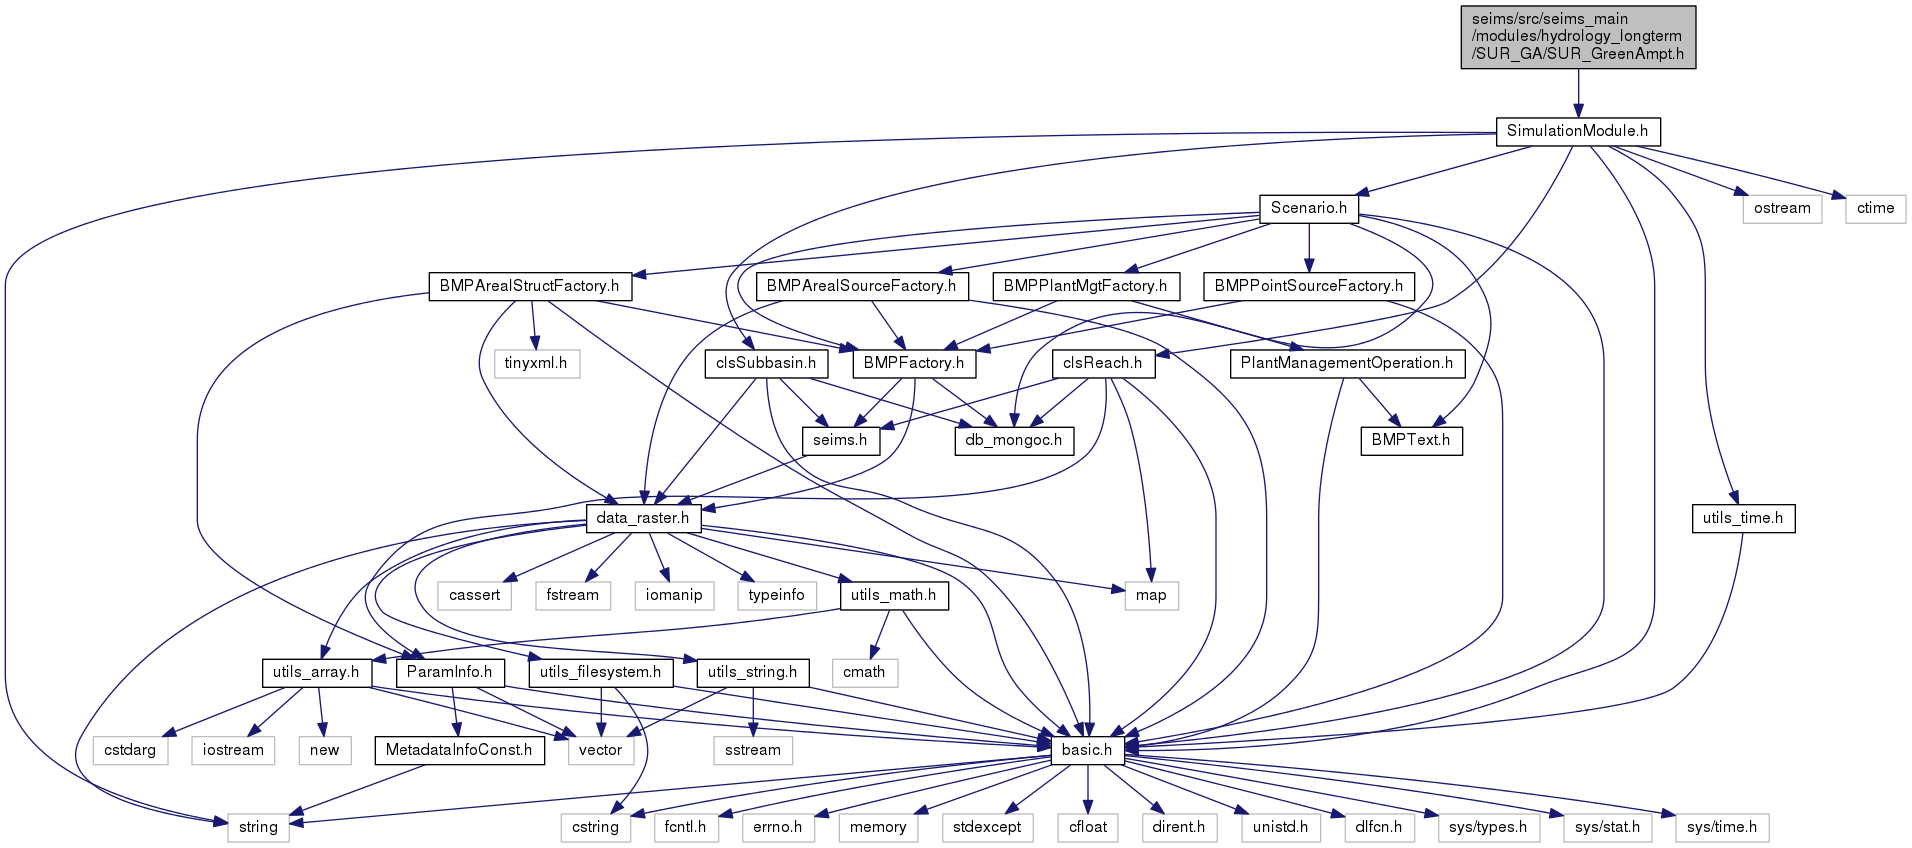 seims/src/seims_main
/modules/hydrology_longterm
/SUR_GA/SUR_GreenAmpt.h
SimulationModule.h
Scenario.h
ostream
ctime
BMPArealStructFactory.h
BMPArealSourceFactory.h
BMPPlantMgtFactory.h
BMPPointSourceFactory.h
tinyxml.h
clsSubbasin.h
BMPFactory.h
clsReach.h
PlantManagementOperation.h
seims.h
db_mongoc.h
BMPText.h
data_raster.h
utils_time.h
cassert
fstream
iomanip
typeinfo
utils_math.h
map
utils_array.h
ParamInfo.h
utils_filesystem.h
utils_string.h
cmath
cstdarg
iostream
new
MetadataInfoConst.h
vector
sstream
basic.h
string
cstring
fcntl.h
errno.h
memory
stdexcept
cfloat
dirent.h
unistd.h
dlfcn.h
sys/types.h
sys/stat.h
sys/time.h